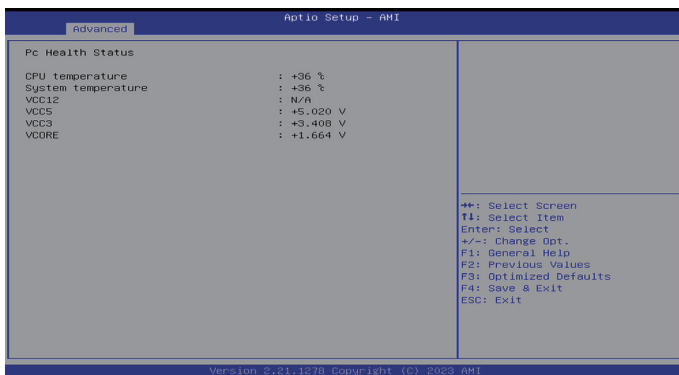 Aptio Setup - AMI
Advanced
Pc Health Status
CPU temperature : +36 ℃
System temperature : +36 ℃
VCC12 : N/A
VCC5 : +5.020 V
VCC3 : +3.408 V
VCORE : +1.664 V
→←: Select Screen
↑↓: Select Item
Enter: Select
+/-: Change Opt.
F1: General Help
F2: Previous Values
F3: Optimized Defaults
F4: Save & Exit
ESC: Exit
Version 2.21.1278 Copyright (C) 2023 AMI